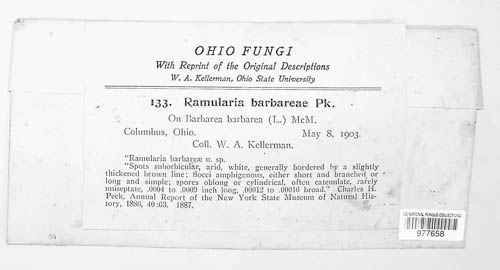 OHIO FUNGI
With Reprint of the Original Descriptions
W. A. Kellerman, Ohio State University
133. Ramularia barbareae Pk.
On Barbarea barbarea (L.) McM.
Columbus, Ohio. May 8, 1903.
Coll. W. A. Kellerman.
"Ramularia barbareæ n. sp.
"Spots suborbicular, arid, white, generally bordered by a slightly
thickened brown line; flocci amphigenous, either short and branched or
long and simple; spores oblong or cylindrical, often catenulate, rarely
uniseptate, .0004 to .0009 inch long, .00012 to .00016 broad." Charles H.
Peck, Annual Report of the New York State Museum of Natural His-
tory, 1886, 40:63. 1887.
US NATIONAL FUNGUS COLLECTIONS
977658